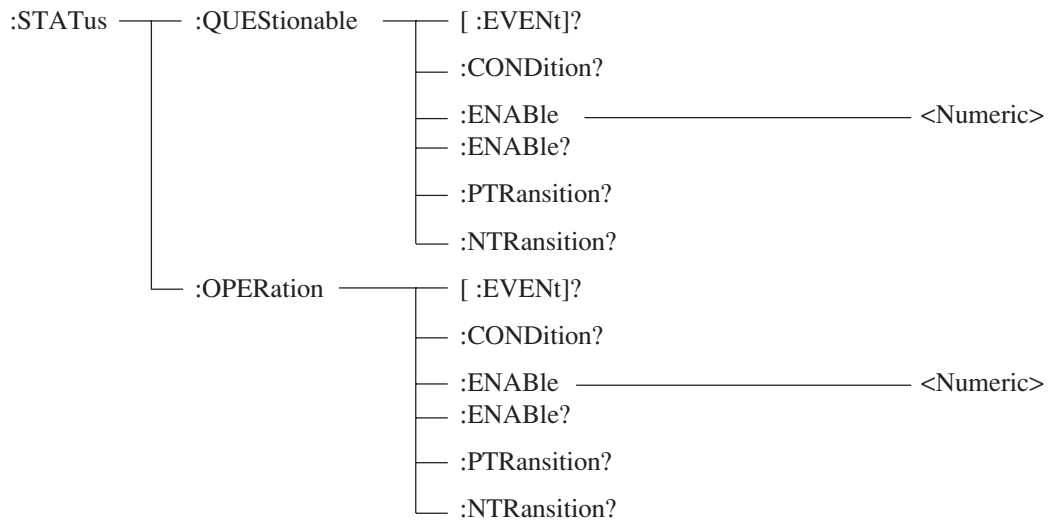 :STATus :QUEStionable [ :EVENt]?
:CONDition?
:ENABle <Numeric>
:ENABle?
:PTRansition?
:NTRansition?
:OPERation [ :EVENt]?
:CONDition?
:ENABle <Numeric>
:ENABle?
:PTRansition?
:NTRansition?